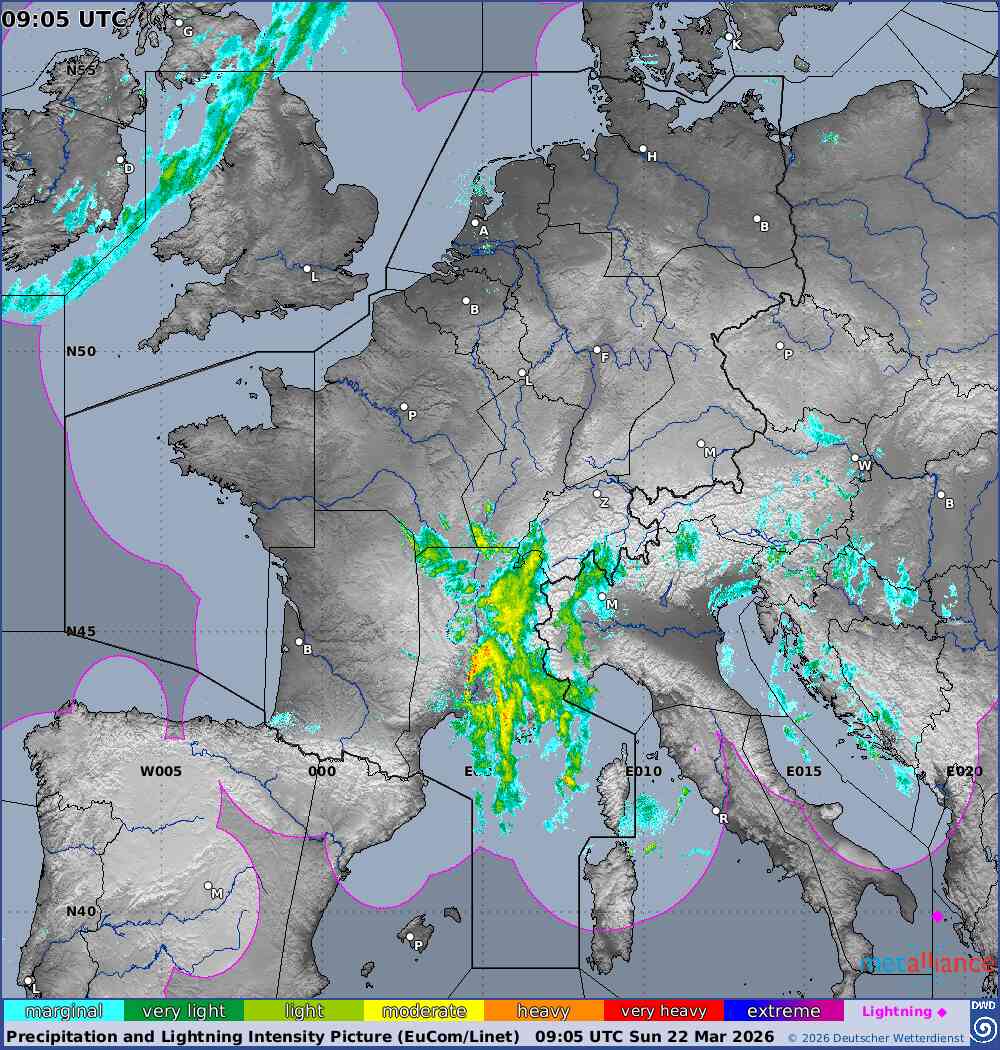 09:05 UTC
G
K
N55
H
D
A
B
L
B
N50
F
P
L
P
M
W
Z
B
M
N45
B
W005
000
E005
E010
E015
E020
R
M
N40
P
L
metalliance
marginal
very light
light
moderate
heavy
very heavy
extreme
Lightning
DWD
Precipitation and Lightning Intensity Picture (EuCom/Linet) 09:05 UTC Sun 22 Mar 2026 © 2026 Deutscher Wetterdienst